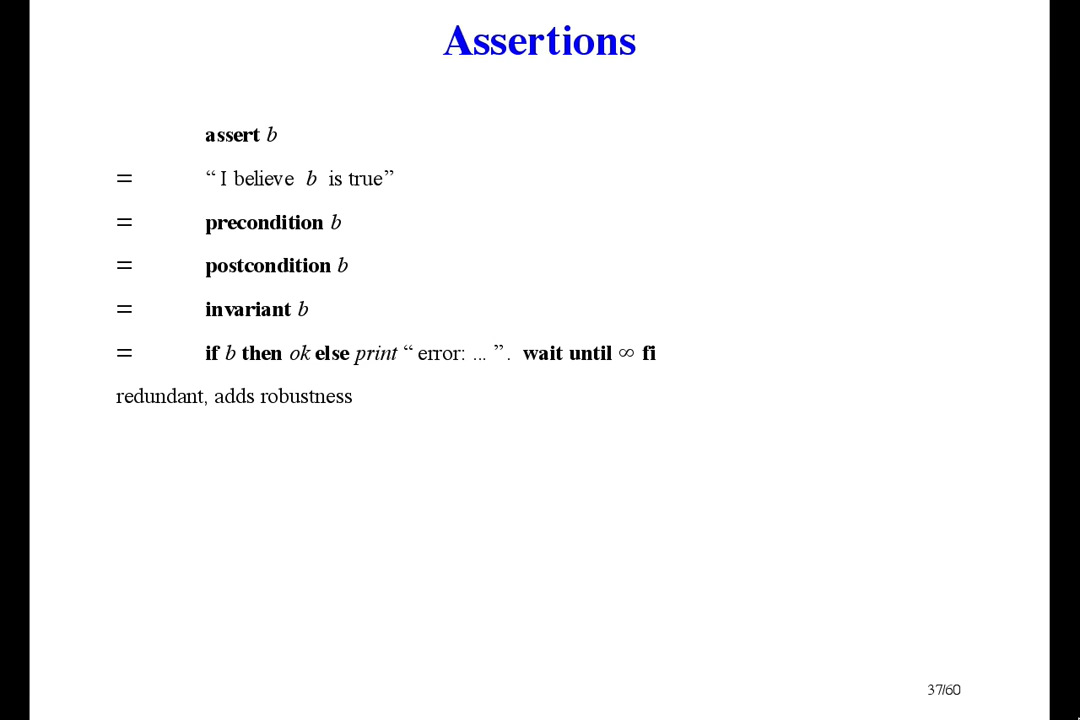 Assertions
assert b
= “ I believe b is true”
= precondition b
= postcondition b
= invariant b
= if b then ok else print “ error: ... ”. wait until ∞ fi
redundant, adds robustness
37/60